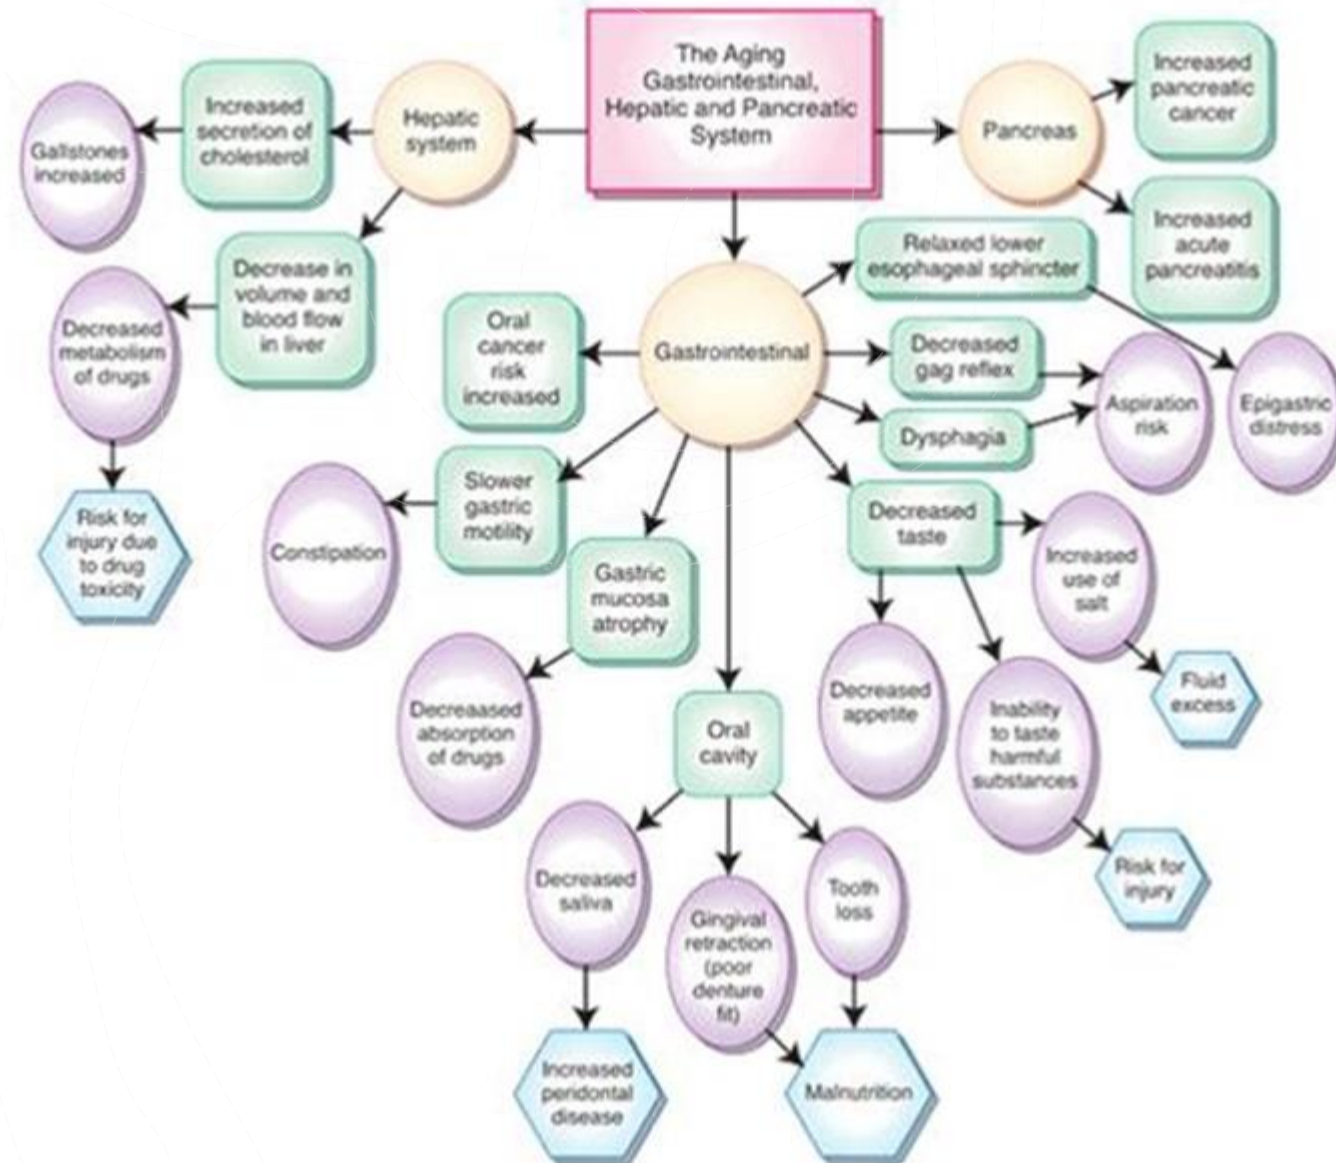 The Aging
Gastrointestinal,
Hepatic and Pancreatic
System
Hepatic
system
Increased
secretion of
cholesterol
Gallstones
increased
Decrease in
volume and
blood flow
in liver
Decreased
metabolism
of drugs
Risk for
injury due
to drug
toxicity
Pancreas
Increased
pancreatic
cancer
Increased
acute
pancreatitis
Gastrointestinal
Relaxed lower
esophageal sphincter
Epigastric
distress
Decreased
gag reflex
Dysphagia
Aspiration
risk
Oral
cancer
risk
increased
Slower
gastric
motility
Constipation
Gastric
mucosa
atrophy
Decreaased
absorption
of drugs
Decreased
taste
Increased
use of
salt
Fluid
excess
Decreased
appetite
Inability
to taste
harmful
substances
Risk for
injury
Oral
cavity
Decreased
saliva
Gingival
retraction
(poor
denture
fit)
Tooth
loss
Increased
peridontal
disease
Malnutrition